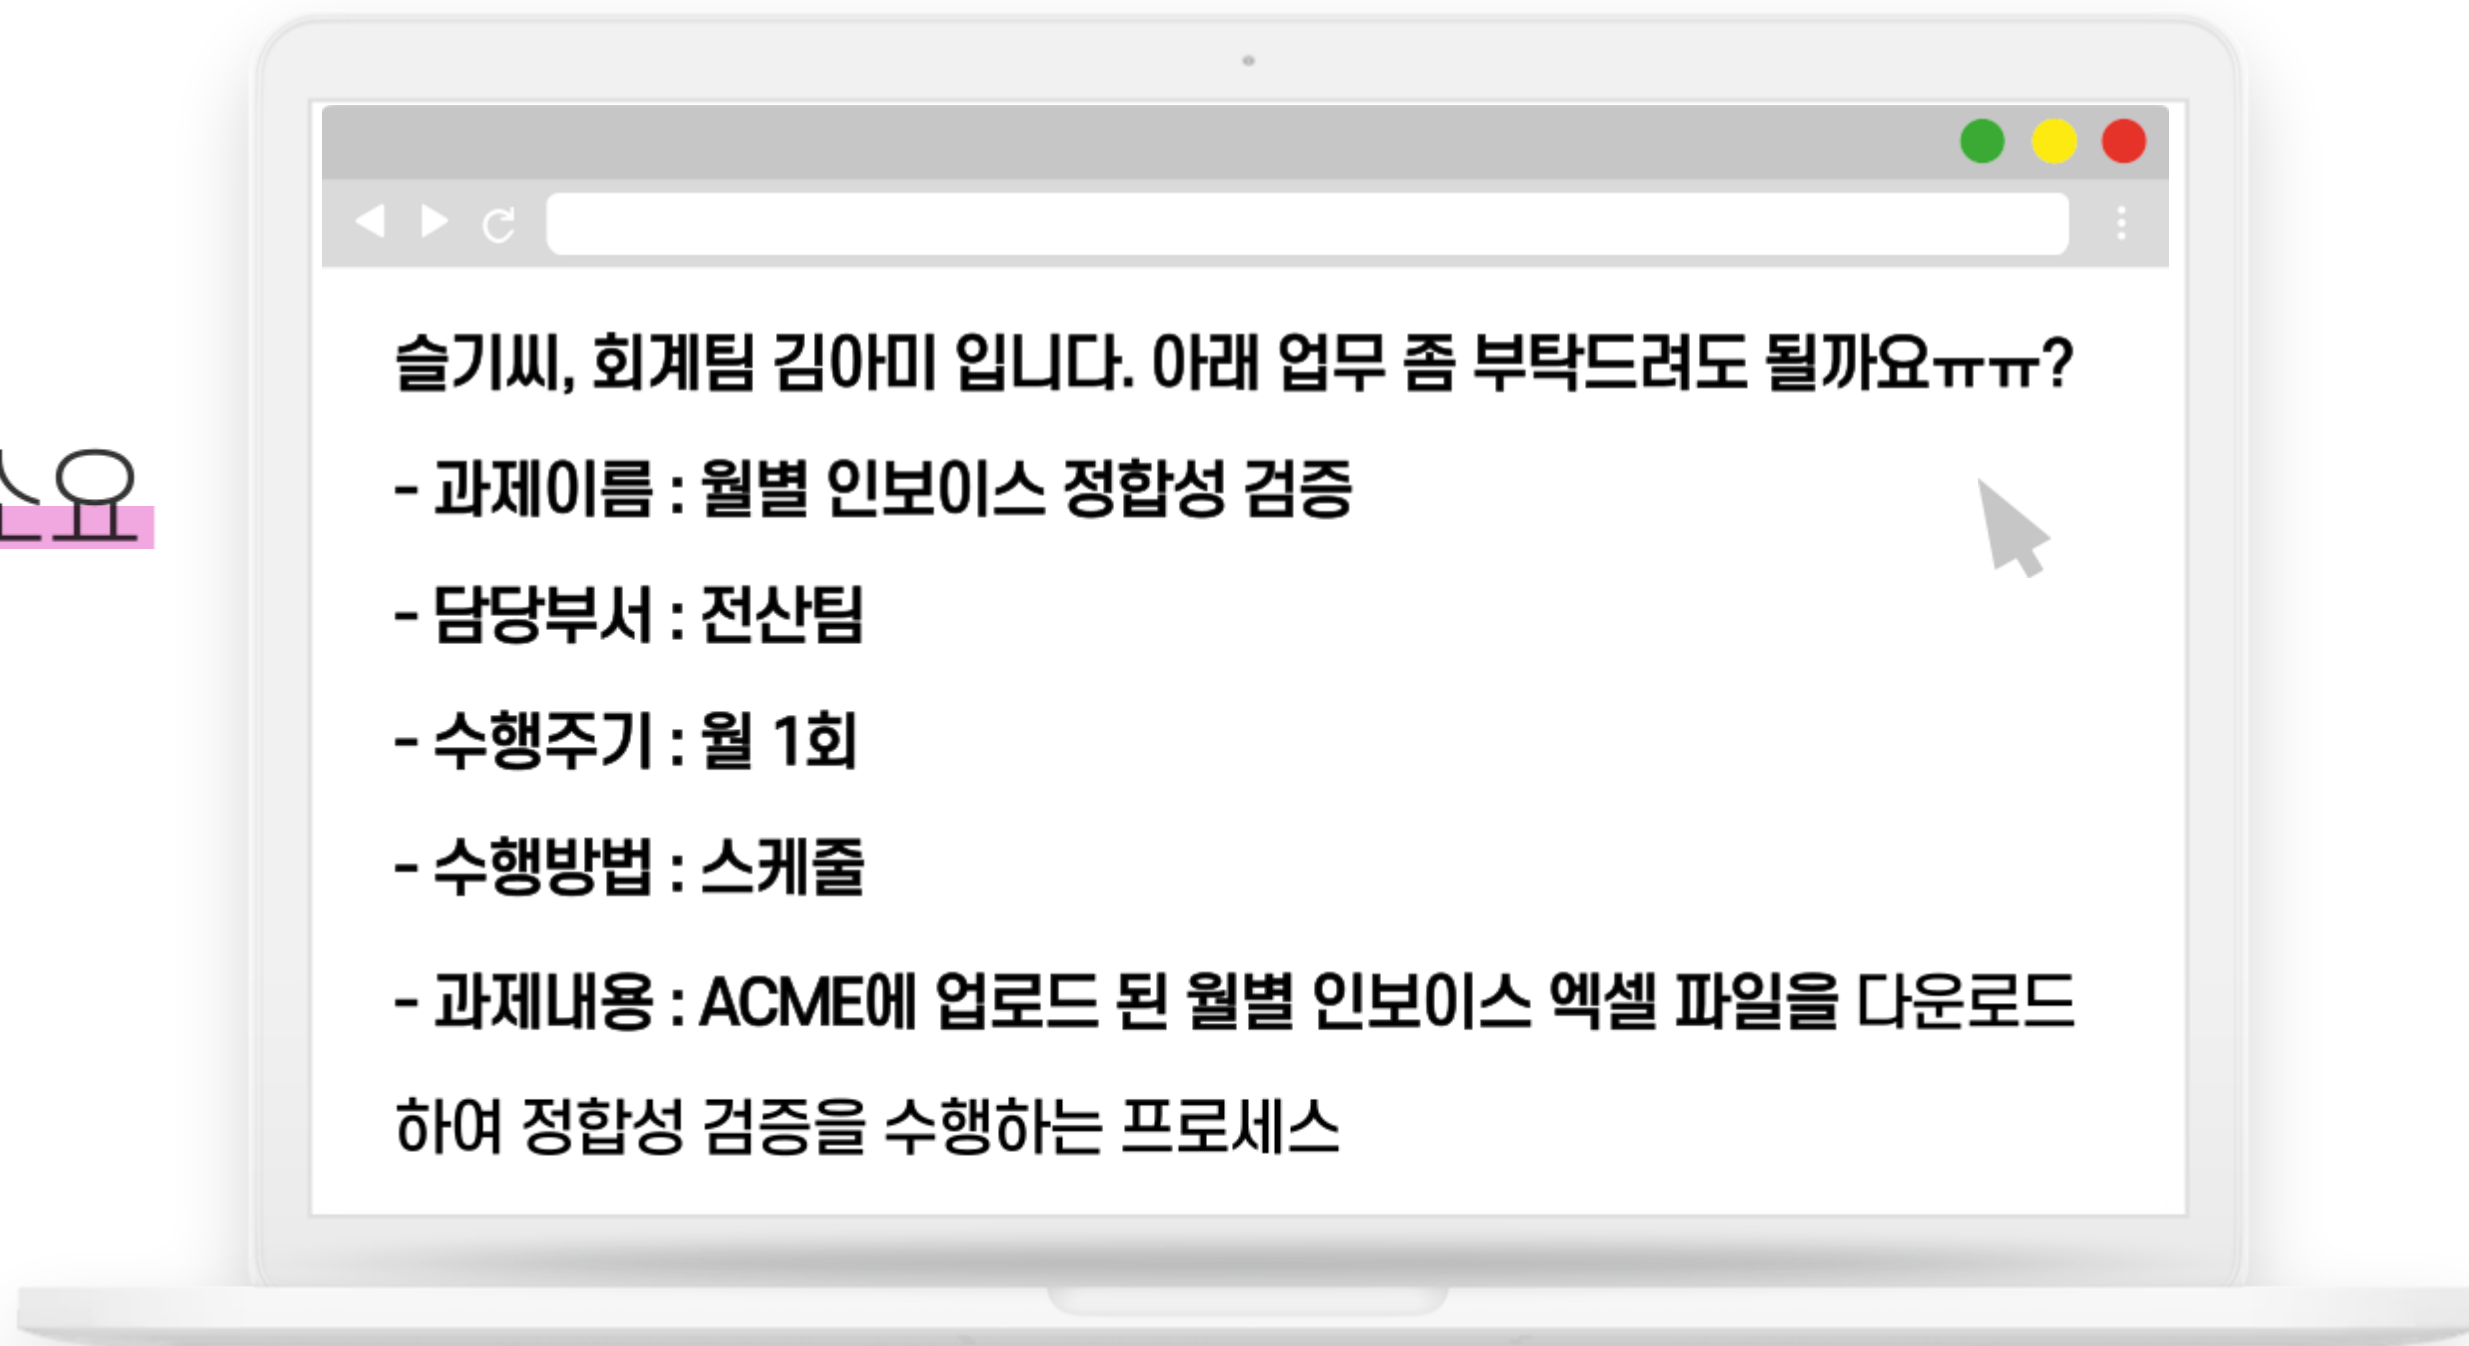 요
슬기씨, 회계팀 김아미 입니다. 아래 업무 좀 부탁드려도 될까요ㅠㅠ?
- 과제이름 : 월별 인보이스 정합성 검증
- 담당부서 : 전산팀
- 수행주기 : 월 1회
- 수행방법 : 스케줄
- 과제내용 : ACME에 업로드 된 월별 인보이스 엑셀 파일을 다운로드
하여 정합성 검증을 수행하는 프로세스